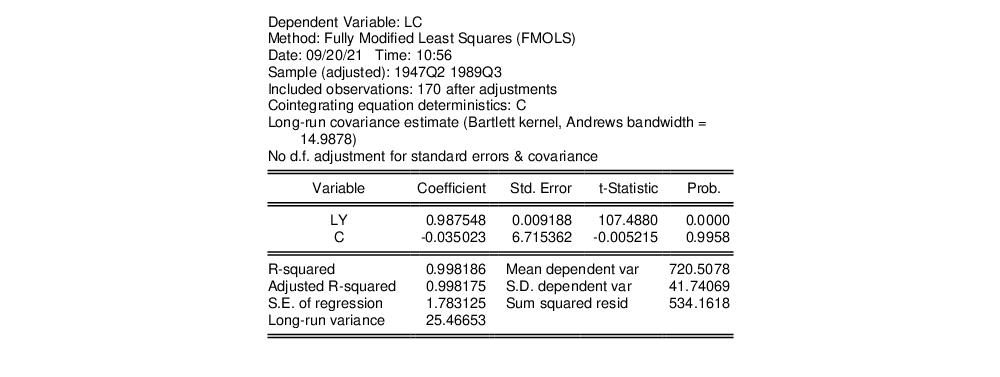 Dependent Variable: LC
Method: Fully Modified Least Squares (FMOLS)
Date: 09/20/21 Time: 10:56
Sample (adjusted): 1947Q2 1989Q3
Included observations: 170 after adjustments
Cointegrating equation deterministics: C
Long-run covariance estimate (Bartlett kernel, Andrews bandwidth =
14.9878)
No d.f. adjustment for standard errors & covariance
Variable Coefficient Std. Error t-Statistic Prob.
LY 0.987548 0.009188 107.4880 0.0000
C -0.035023 6.715362 -0.005215 0.9958
R-squared 0.998186 Mean dependent var 720.5078
Adjusted R-squared 0.998175 S.D. dependent var 41.74069
S.E. of regression 1.783125 Sum squared resid 534.1618
Long-run variance 25.46653